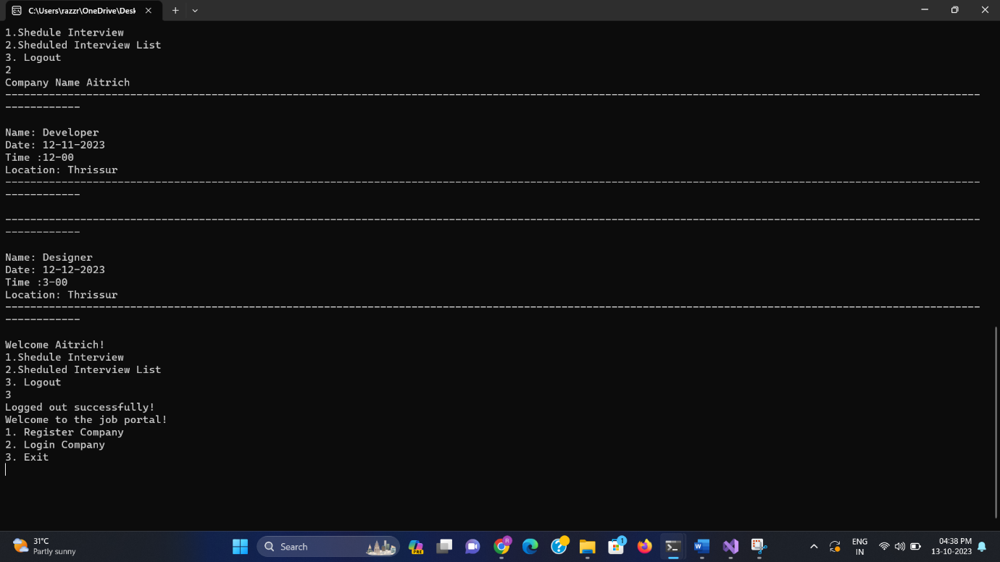 C:\Users\razzr\OneDrive\Desk
1.Shedule Interview
2.Sheduled Interview List
3. Logout
2
Company Name Aitrich
------------------------------------------------------------------------------------------------------------------------------------------------------------
------------
Name: Developer
Date: 12-11-2023
Time :12-00
Location: Thrissur
------------------------------------------------------------------------------------------------------------------------------------------------------------
------------
------------------------------------------------------------------------------------------------------------------------------------------------------------
------------
Name: Designer
Date: 12-12-2023
Time :3-00
Location: Thrissur
------------------------------------------------------------------------------------------------------------------------------------------------------------
------------
Welcome Aitrich!
1.Shedule Interview
2.Sheduled Interview List
3. Logout
3
Logged out successfully!
Welcome to the job portal!
1. Register Company
2. Login Company
3. Exit
31°C
Partly sunny
Search
PRE
R
1
ENG
IN
04:38 PM
13-10-2023